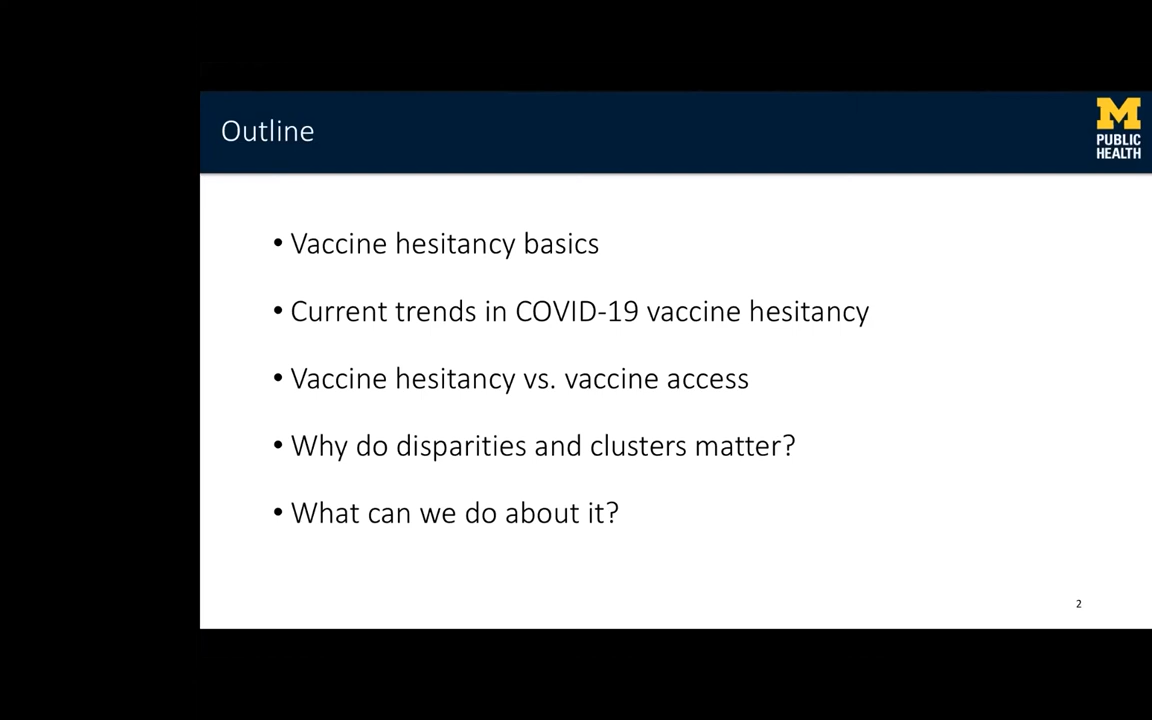 Outline
M
PUBLIC
HEALTH
• Vaccine hesitancy basics
• Current trends in COVID-19 vaccine hesitancy
• Vaccine hesitancy vs. vaccine access
• Why do disparities and clusters matter?
• What can we do about it?
2